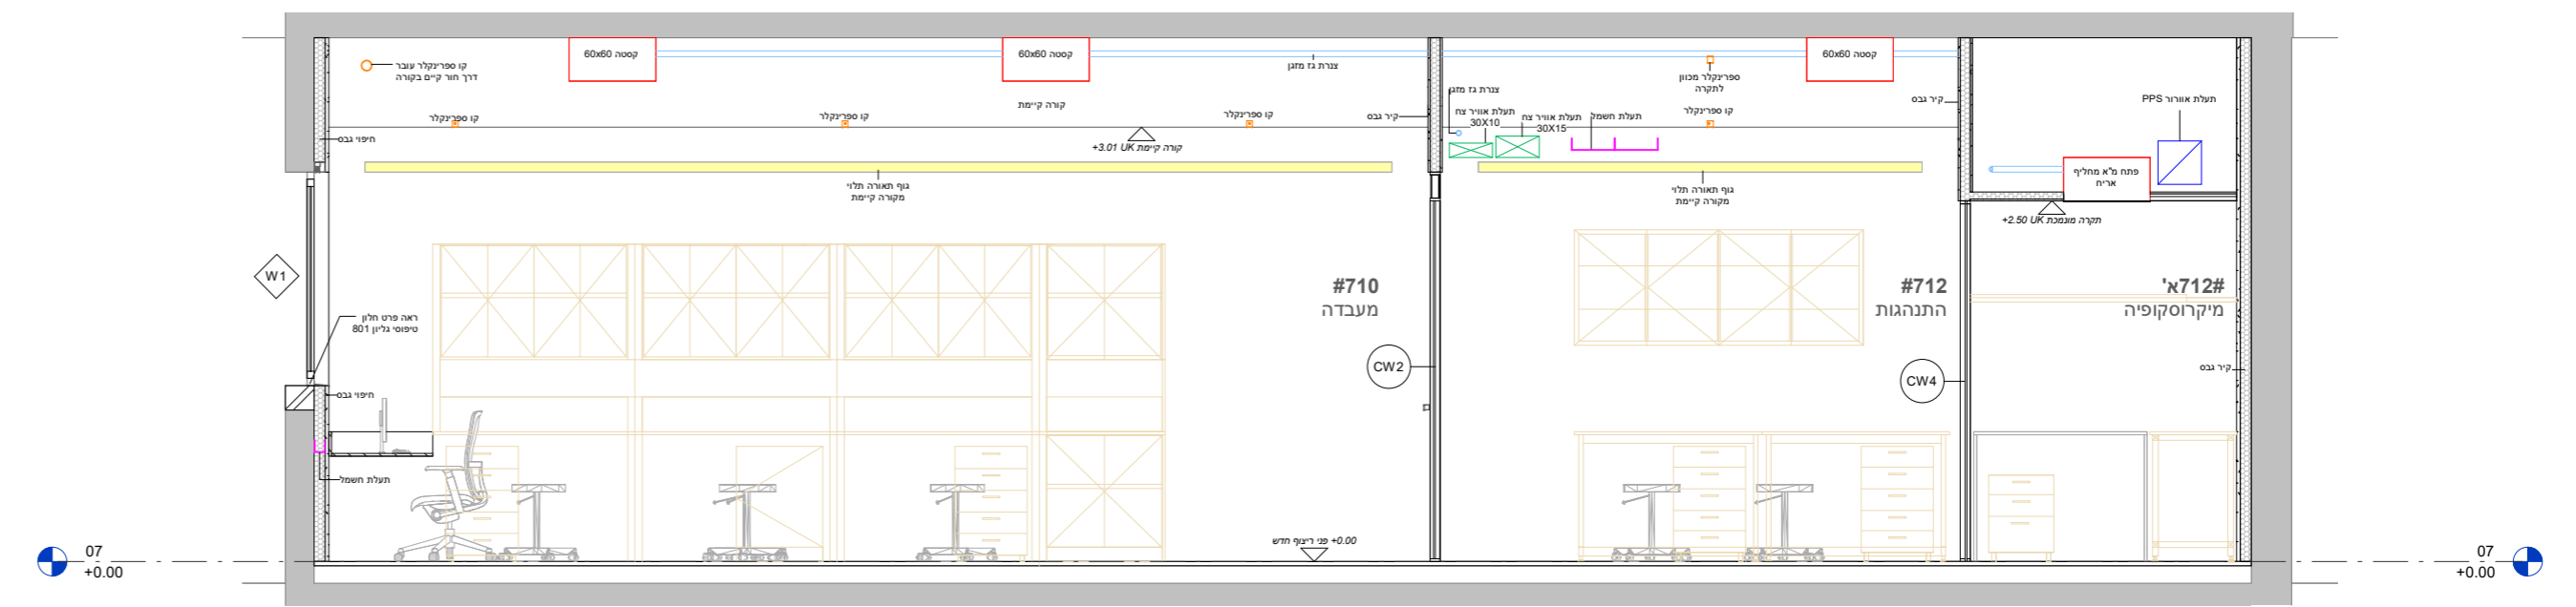 קסטה 60x60
קסטה 60x60
קסטה 60x60
קו ספרינקלר עובר
דרך חור קיים בקורה
צנרת גז מזגן
ספרינקלר מכוון
לתקרה
קיר גבס
תעלת אוורור PPS
קו ספרינקלר
קו ספרינקלר
קורה קיימת
קו ספרינקלר
קיר גבס
צנרת גז מזגן
תעלת אוויר צח
30X10
תעלת אוויר צח
30X15
תעלת חשמל
קו ספרינקלר
חיפוי גבס
קורה קיימת UK +3.01
גוף תאורה תלוי
מקורה קיימת
גוף תאורה תלוי
מקורה קיימת
פתח מ"א מחליף
אריח
תקרה מונמכת UK +2.50
W1
#710
מעבדה
#712
התנהגות
#712א'
מיקרוסקופיה
ראה פרט חלון
טיפוסי גליון 801
CW2
CW4
קיר גבס
חיפוי גבס
תעלת חשמל
+0.00 פני ריצוף חדש
07
+0.00
07
+0.00